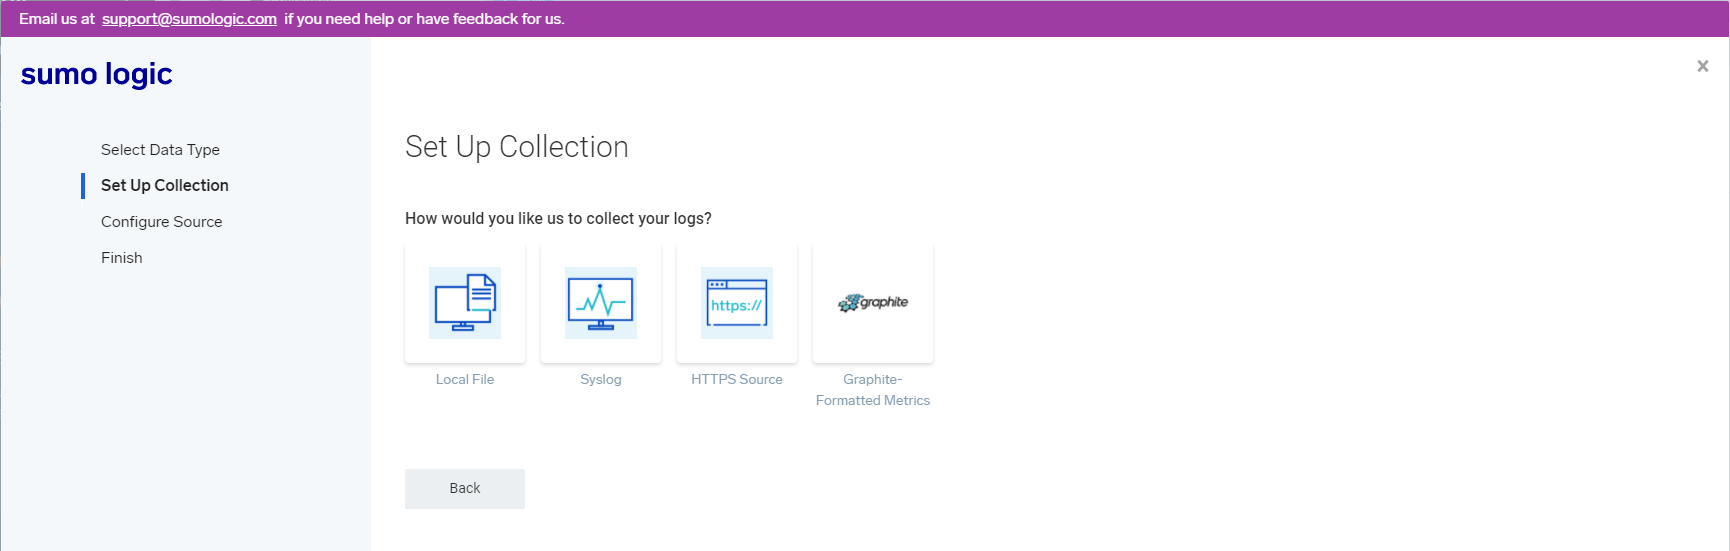 Email us at support@sumologic.com if you need help or have feedback for us.
sumo logic
Select Data Type
Set Up Collection
Configure Source
Finish
Set Up Collection
How would you like us to collect your logs?
https://
graphite
Local File
Syslog
HTTPS Source
Graphite-
Formatted Metrics
Back